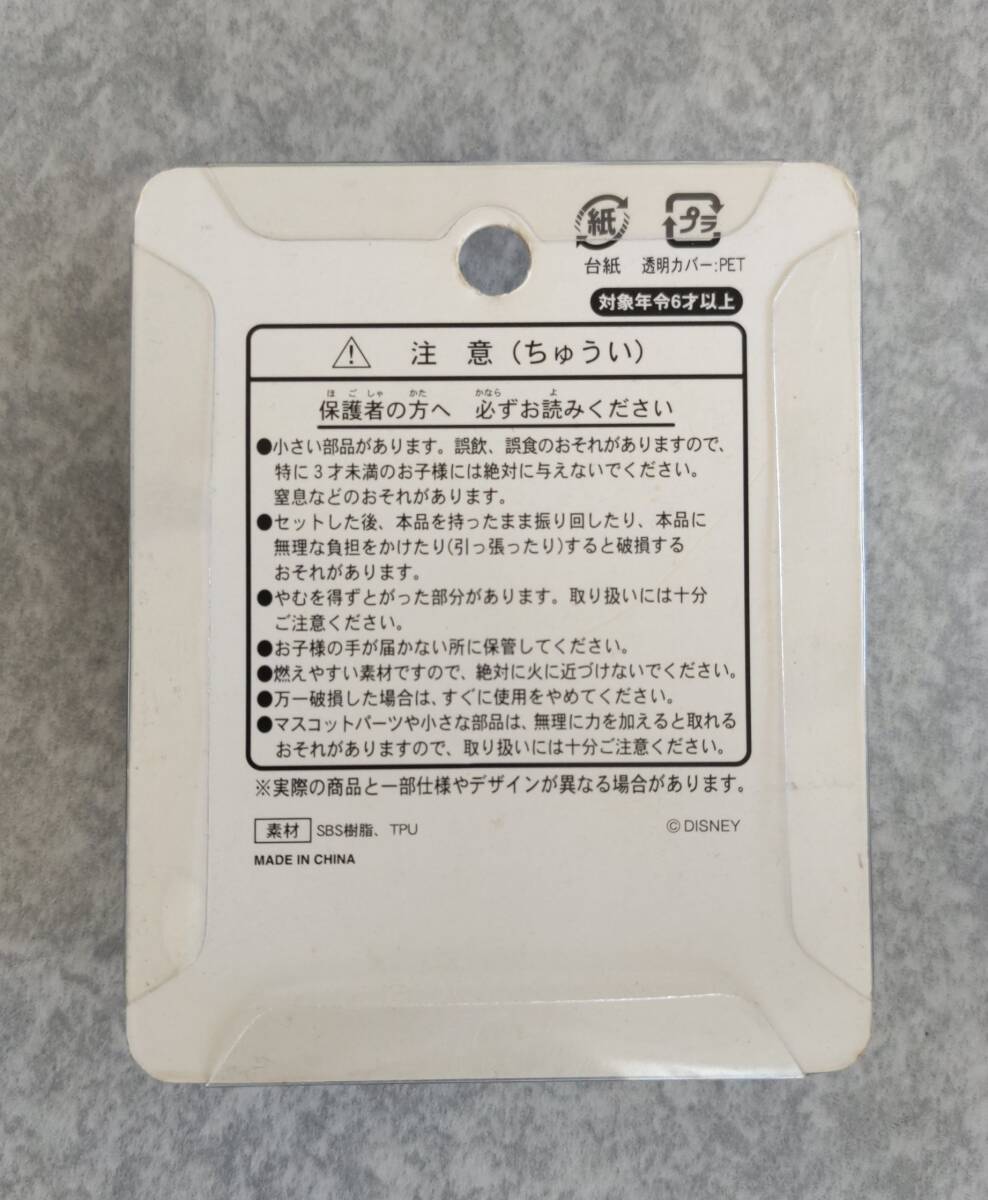 紙 プラ
台紙 透明カバー:PET
対象年令6才以上
注 意(ちゅうい)
ほ ご しゃ かた かなら よ
保護者の方へ 必ずお読みください
●小さい部品があります。誤飲、誤食のおそれがありますので、
特に3才未満のお子様には絶対に与えないでください。
窒息などのおそれがあります。
●セットした後、本品を持ったまま振り回したり、本品に
無理な負担をかけたり(引っ張ったり)すると破損する
おそれがあります。
●やむを得ずとがった部分があります。取り扱いには十分
ご注意ください。
●お子様の手が届かない所に保管してください。
●燃えやすい素材ですので、絶対に火に近づけないでください。
●万一破損した場合は、すぐに使用をやめてください。
●マスコットパーツや小さな部品は、無理に力を加えると取れる
おそれがありますので、取り扱いには十分ご注意ください。
※実際の商品と一部仕様やデザインが異なる場合があります。
素材 SBS樹脂、TPU ©DISNEY
MADE IN CHINA